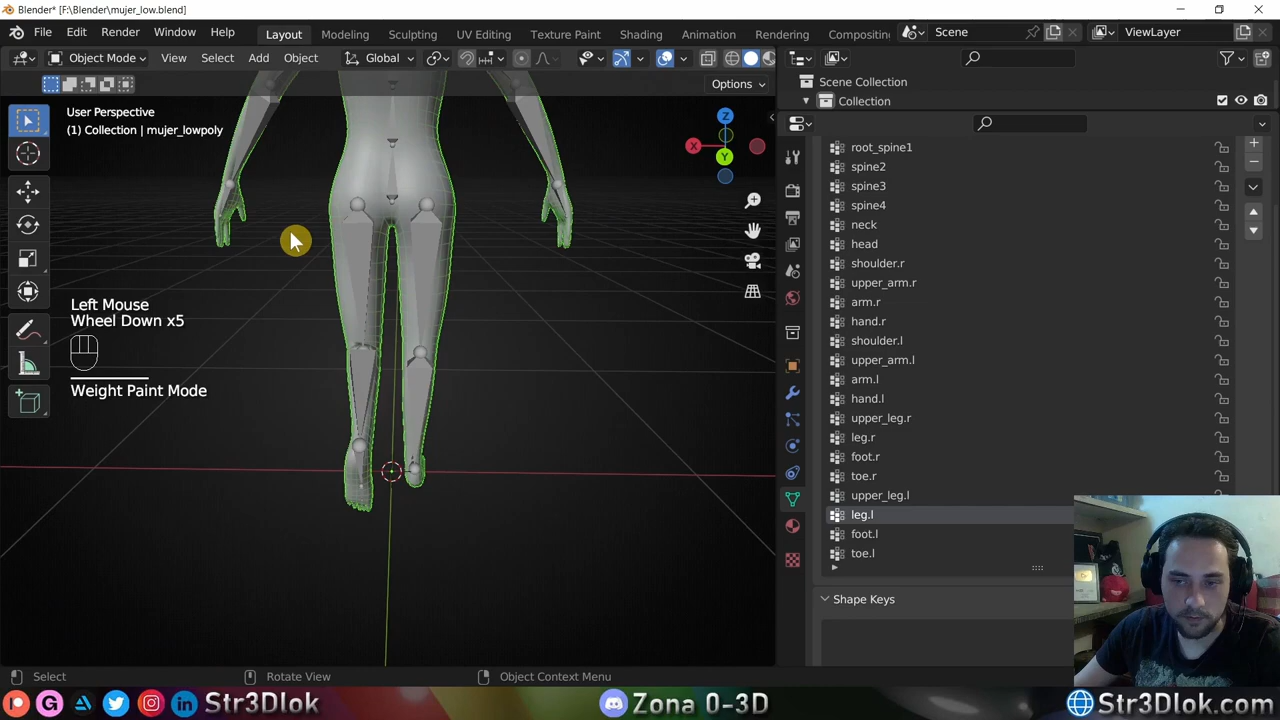 Blender* [F:\Blender\mujer_low.blend]
File Edit Render Window Help Layout Modeling Sculpting UV Editing Texture Paint Shading Animation Rendering Compositing Scene ViewLayer
Object Mode View Select Add Object Global
Options
User Perspective
(1) Collection | mujer_lowpoly
Z
X
Y
Left Mouse
Wheel Down x5
Weight Paint Mode
Scene Collection
Collection
root_spine1
spine2
spine3
spine4
neck
head
shoulder.r
upper_arm.r
arm.r
hand.r
shoulder.l
upper_arm.l
arm.l
hand.l
upper_leg.r
leg.r
foot.r
toe.r
upper_leg.l
leg.l
foot.l
toe.l
Shape Keys
Select Rotate View Object Context Menu
Str3Dlok Zona 0-3D Str3Dlok.com